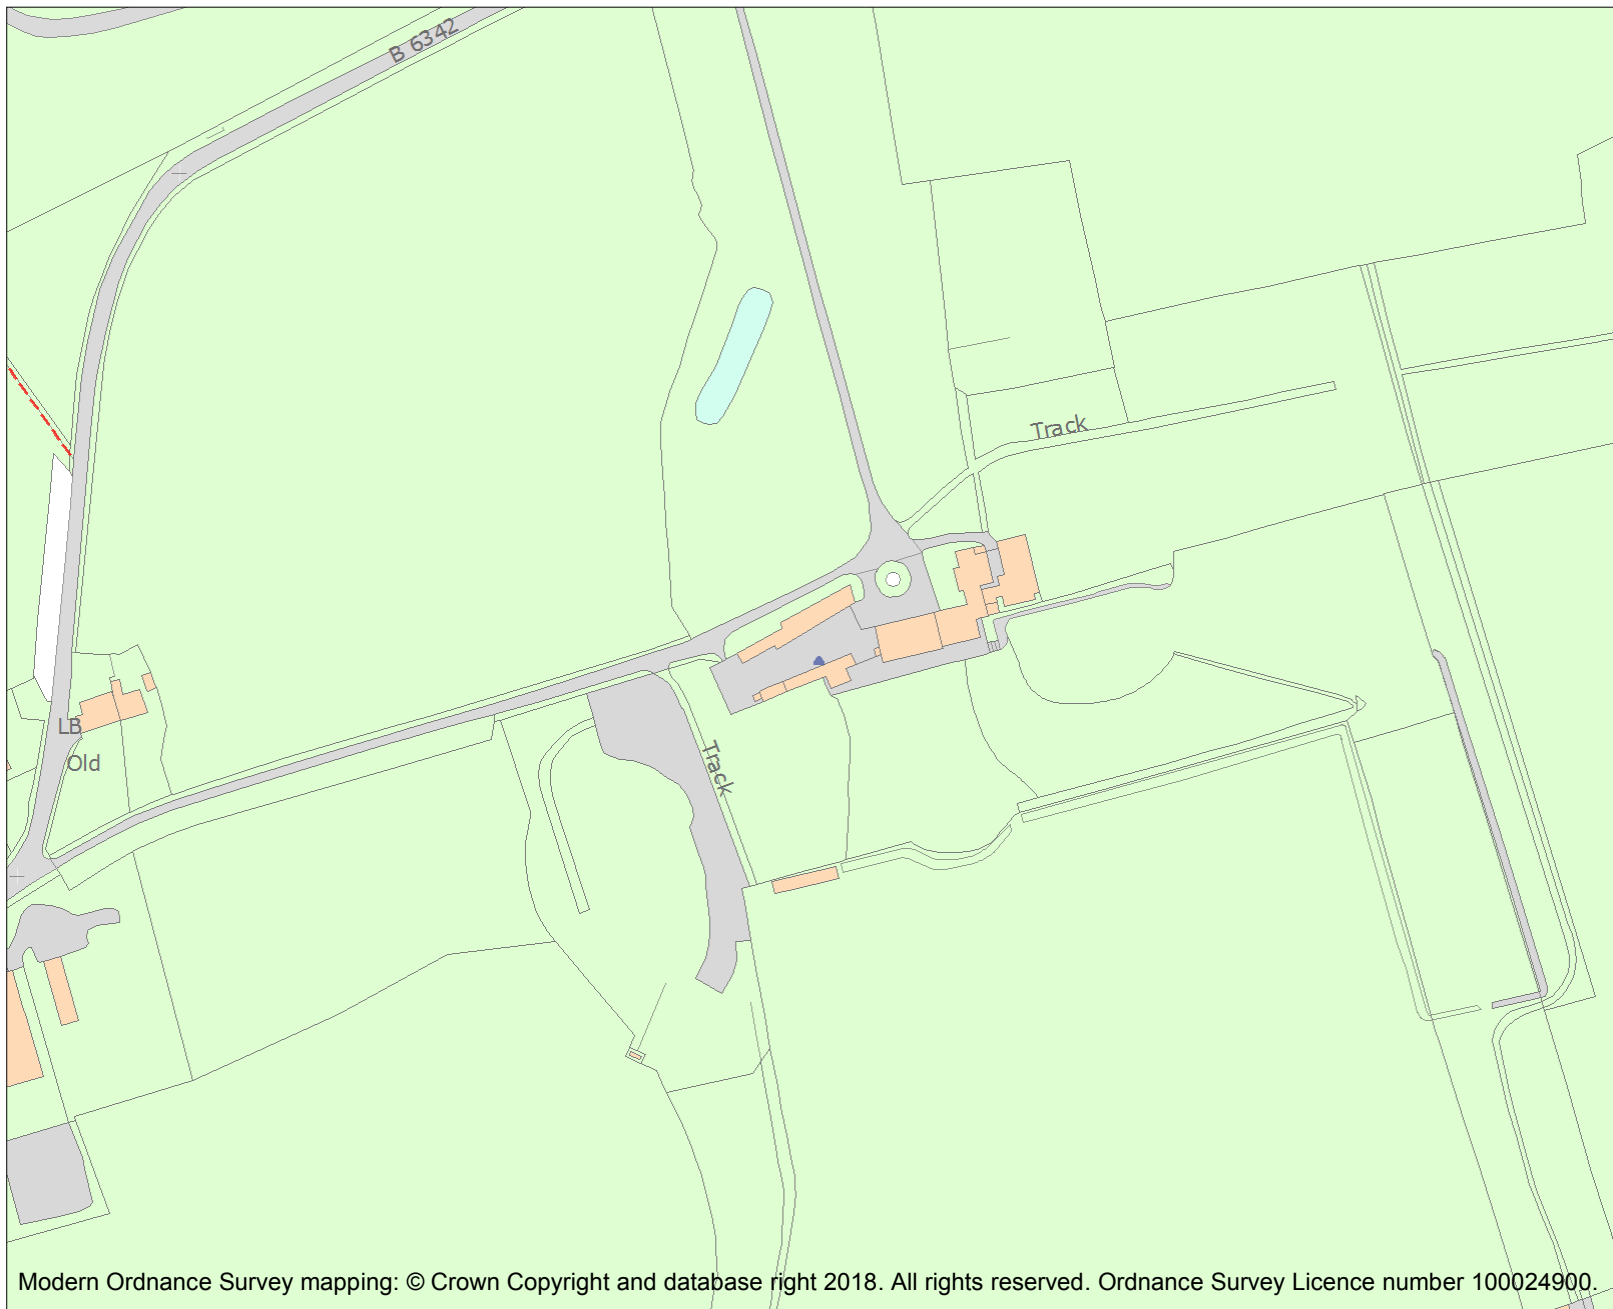 B 6342
Track
LB
Old
Track
Modern Ordnance Survey mapping: © Crown Copyright and database right 2018. All rights reserved. Ordnance Survey Licence number 100024900.